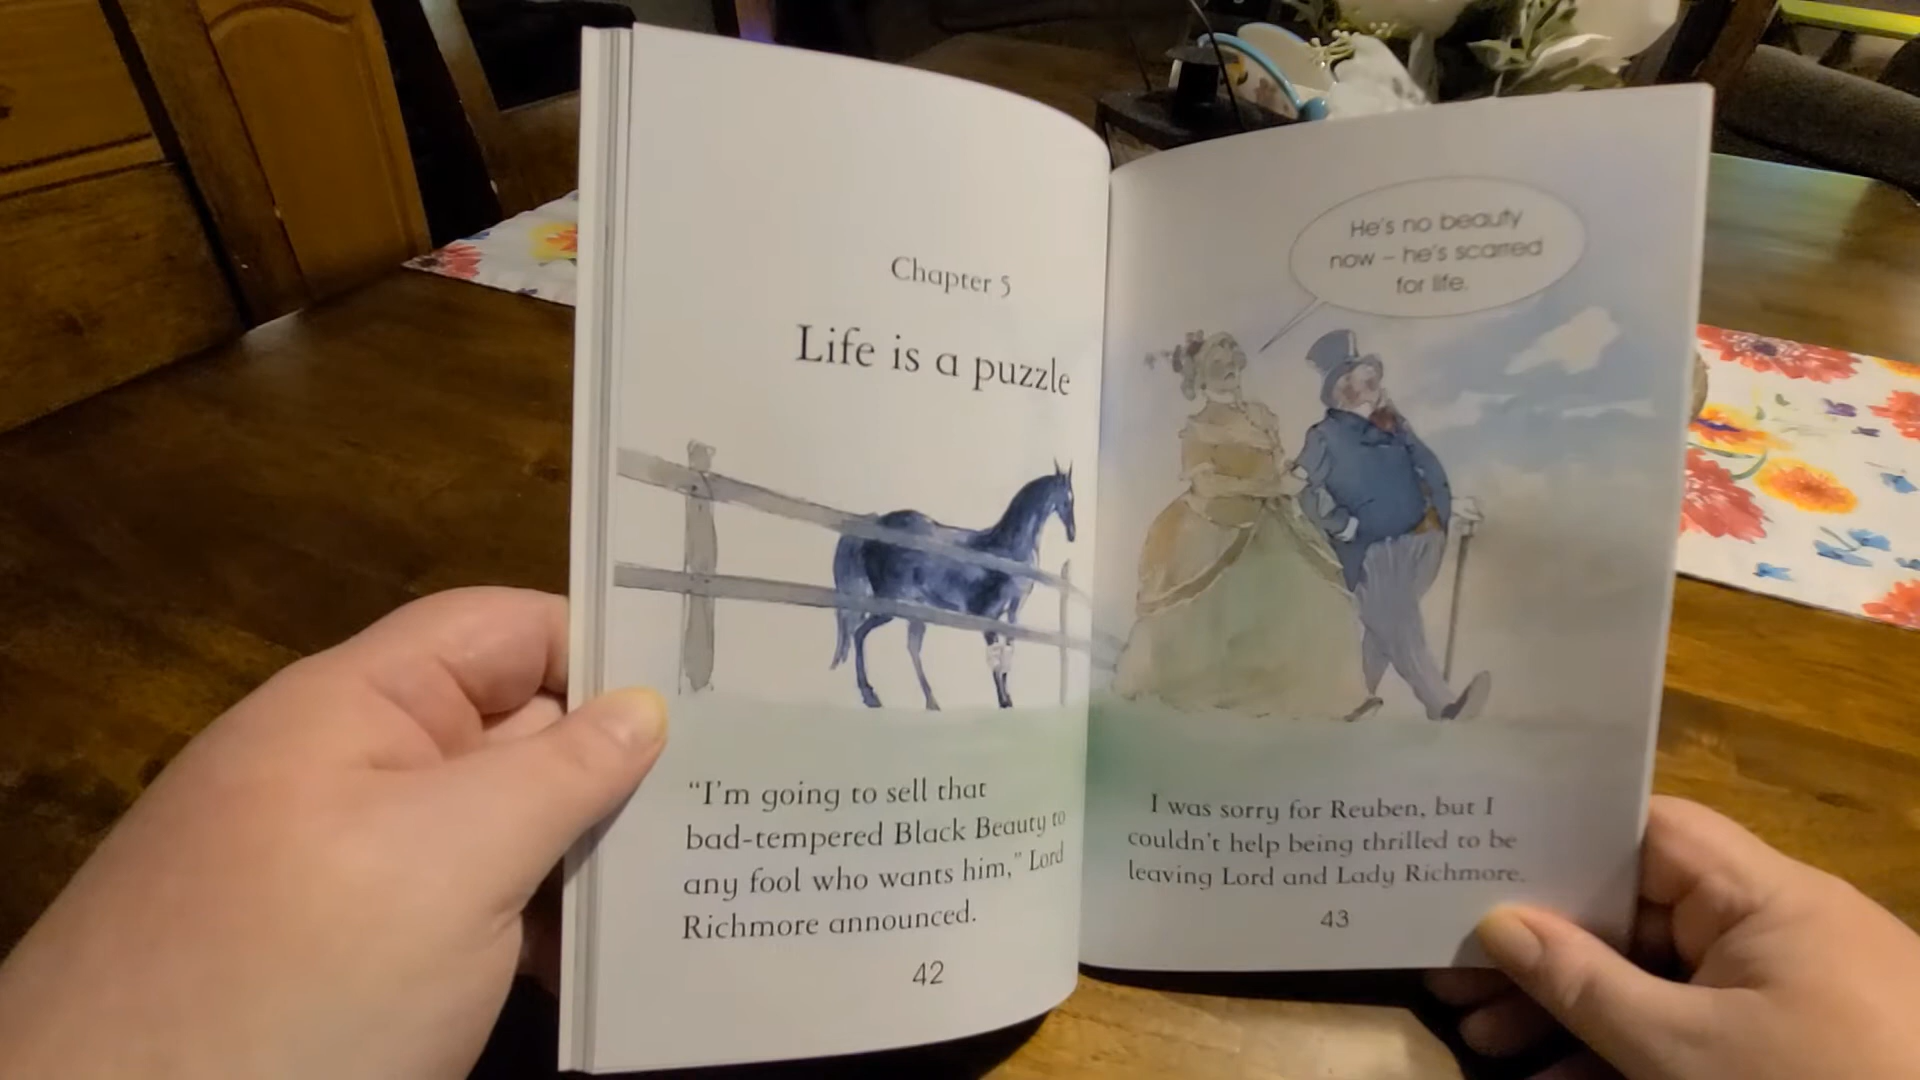 Chapter 5
Life is a puzzle
“I’m going to sell that
bad-tempered Black Beauty to
any fool who wants him,” Lord
Richmore announced.
42
He’s no beauty
now – he’s scarred
for life.
I was sorry for Reuben, but I
couldn’t help being thrilled to be
leaving Lord and Lady Richmore.
43